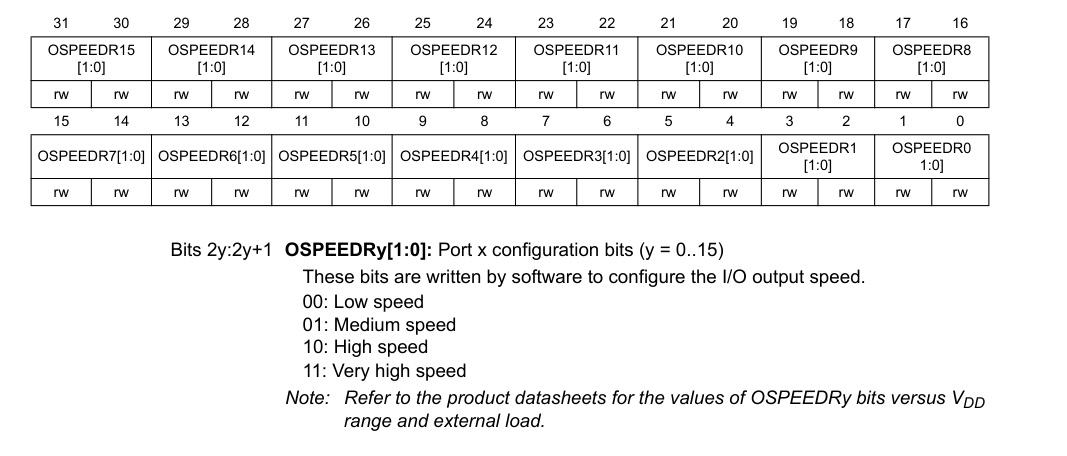 31 30 29 28 27 26 25 24 23 22 21 20 19 18 17 16
OSPEEDR15 OSPEEDR14 OSPEEDR13 OSPEEDR12 OSPEEDR11 OSPEEDR10 OSPEEDR9 OSPEEDR8
[1:0] [1:0] [1:0] [1:0] [1:0] [1:0] [1:0] [1:0]
rw rw rw rw rw rw rw rw rw rw rw rw rw rw rw rw
15 14 13 12 11 10 9 8 7 6 5 4 3 2 1 0
OSPEEDR7[1:0] OSPEEDR6[1:0] OSPEEDR5[1:0] OSPEEDR4[1:0] OSPEEDR3[1:0] OSPEEDR2[1:0] OSPEEDR1 OSPEEDR0
[1:0] 1:0]
rw rw rw rw rw rw rw rw rw rw rw rw rw rw rw rw
Bits 2y:2y+1 OSPEEDRy[1:0]: Port x configuration bits (y = 0..15)
These bits are written by software to configure the I/O output speed.
00: Low speed
01: Medium speed
10: High speed
11: Very high speed
Note: Refer to the product datasheets for the values of OSPEEDRy bits versus VDD
range and external load.